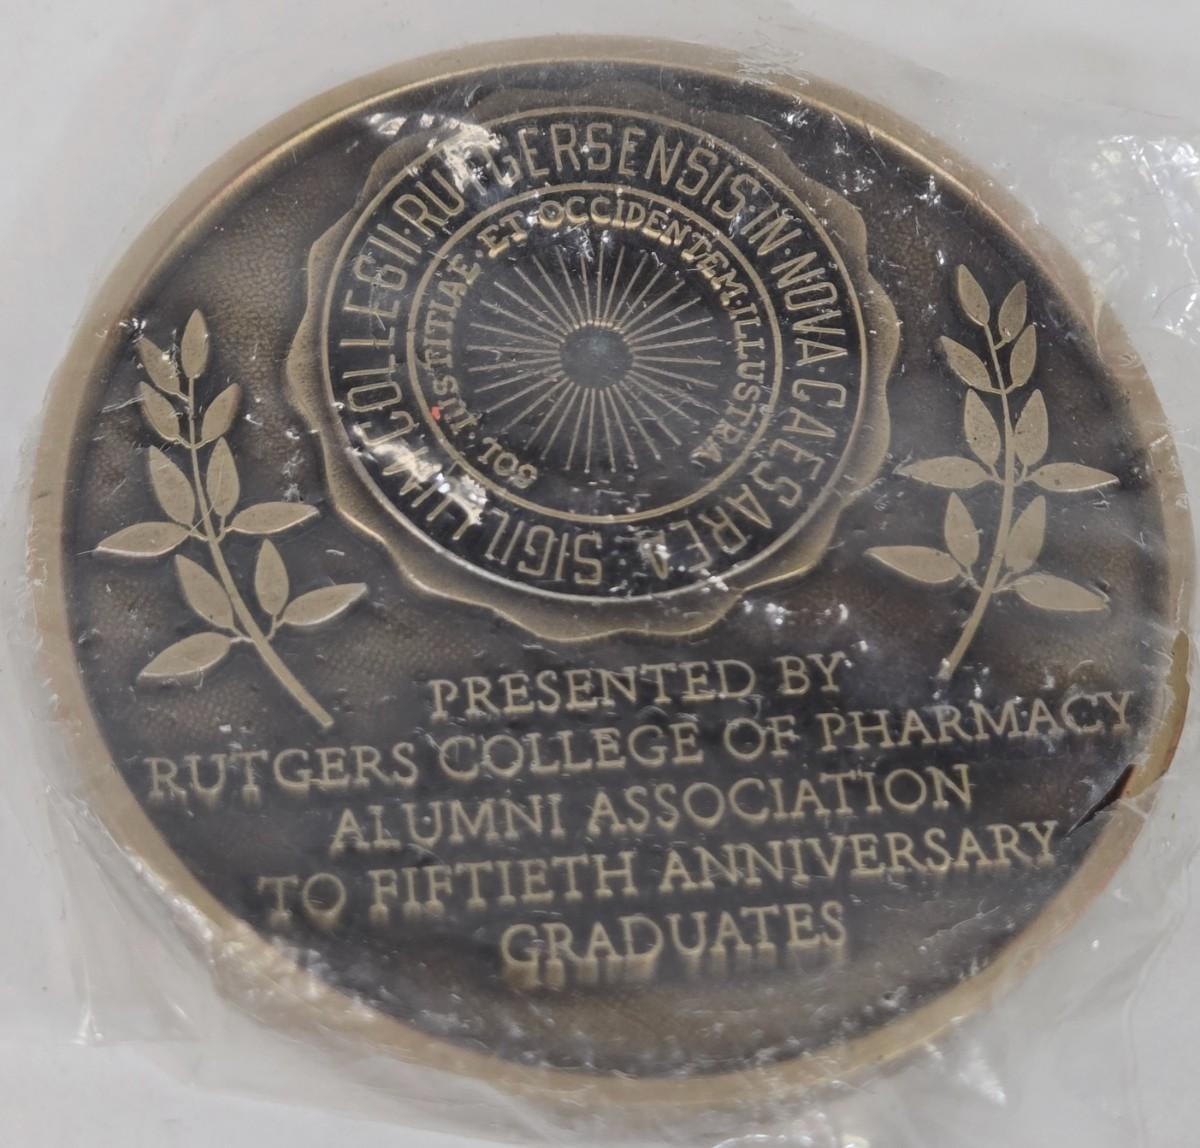 SIGILLUM COLLEGII·RUTGERSENSIS·IN·NOVA·CAESAREA·
SOL·IUSTITIAE·ET·OCCIDENTEM·ILLUSTRA
PRESENTED BY
RUTGERS COLLEGE OF PHARMACY
ALUMNI ASSOCIATION
TO FIFTIETH ANNIVERSARY
GRADUATES